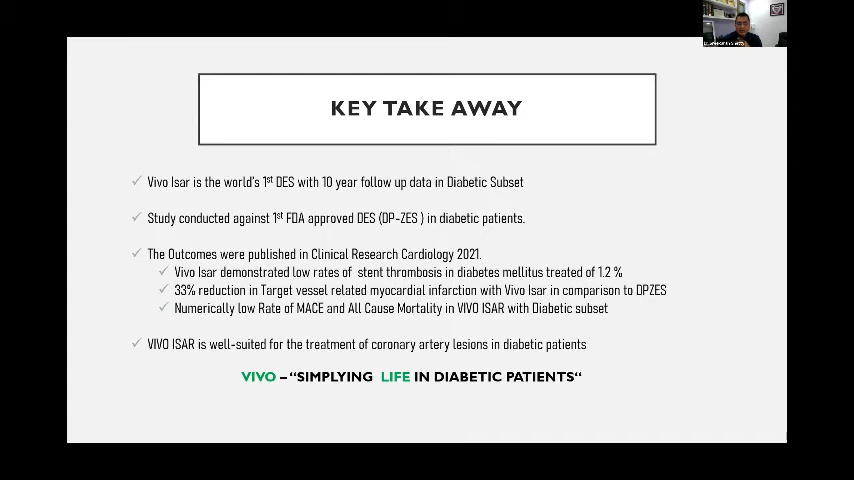 KEY TAKE AWAY
Vivo Isar is the world's 1st DES with 10 year follow up data in Diabetic Subset
Study conducted against 1st FDA approved DES (DP-ZES ) in diabetic patients.
The Outcomes were published in Clinical Research Cardiology 2021.
Vivo Isar demonstrated low rates of stent thrombosis in diabetes mellitus treated of 1.2 %
33% reduction in Target vessel related myocardial infarction with Vivo Isar in comparison to DPZES
Numerically low Rate of MACE and All Cause Mortality in VIVO ISAR with Diabetic subset
VIVO ISAR is well-suited for the treatment of coronary artery lesions in diabetic patients
VIVO – "SIMPLYING LIFE IN DIABETIC PATIENTS"